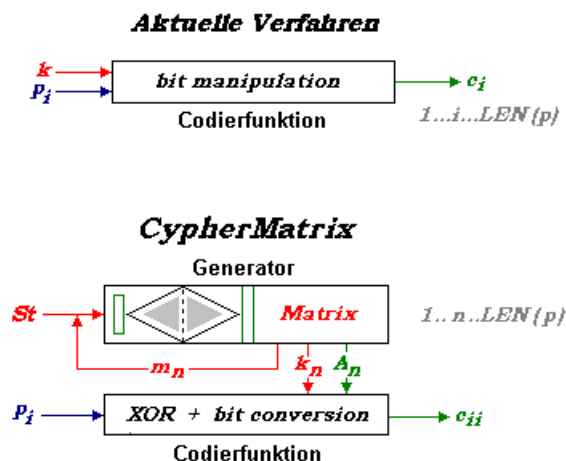 Aktuelle Verfahren
k
p_i
bit manipulation
c_i
Codierfunktion
1...i...LEN{p}
CypherMatrix
Generator
St
Matrix
1..n..LEN{p}
m_n
k_n
A_n
p_i
XOR + bit conversion
c_ii
Codierfunktion